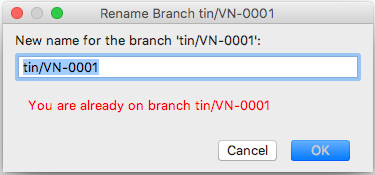 Rename Branch tin/VN-0001
New name for the branch 'tin/VN-0001':
tin/VN-0001
You are already on branch tin/VN-0001
Cancel
OK